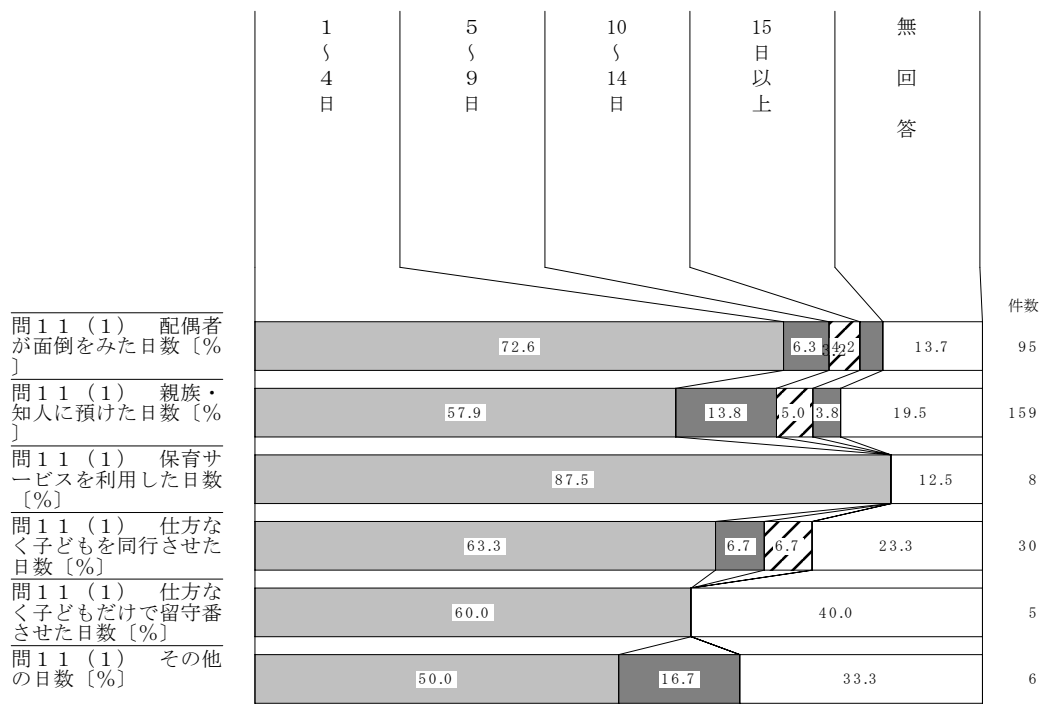 1〜4日
5〜9日
10〜14日
15日以上
無回答
件数
問１１（１）　配偶者
が面倒をみた日数〔%
〕
72.6
6.3
4.2
3.2
13.7
95
問１１（１）　親族・
知人に預けた日数〔%
〕
57.9
13.8
5.0
3.8
19.5
159
問１１（１）　保育サ
ービスを利用した日数
〔%〕
87.5
12.5
8
問１１（１）　仕方な
く子どもを同行させた
日数〔%〕
63.3
6.7
6.7
23.3
30
問１１（１）　仕方な
く子どもだけで留守番
させた日数〔%〕
60.0
40.0
5
問１１（１）　その他
の日数〔%〕
50.0
16.7
33.3
6